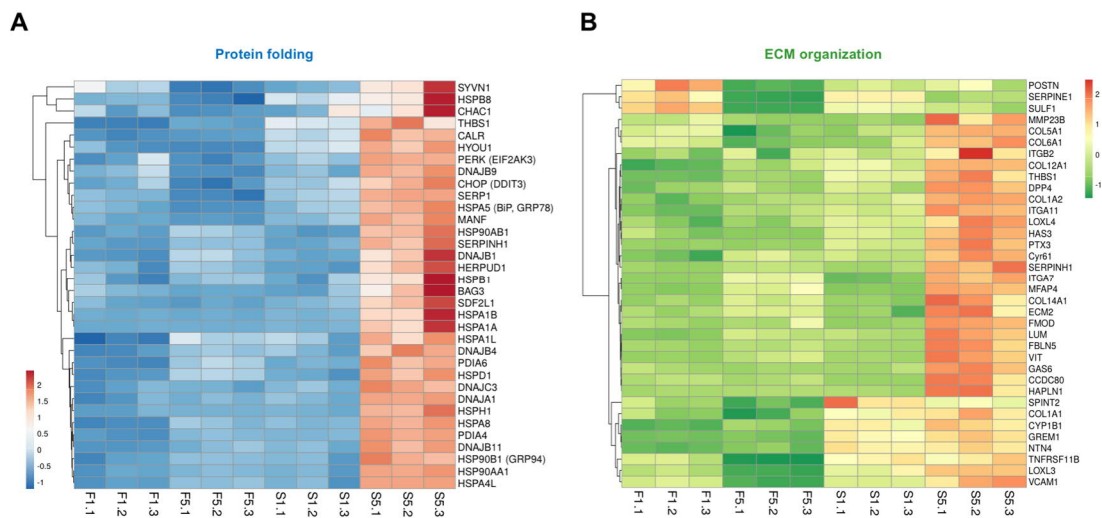 A
Protein folding
SYVN1
HSPB8
CHAC1
THBS1
CALR
HYOU1
PERK (EIF2AK3)
DNAJB9
CHOP (DDIT3)
SERP1
HSPA5 (BiP, GRP78)
MANF
HSP90AB1
SERPINH1
DNAJB1
HERPUD1
HSPB1
BAG3
SDF2L1
HSPA1B
HSPA1A
HSPA1L
DNAJB4
PDIA6
HSPD1
DNAJC3
DNAJA1
HSPH1
HSPA8
PDIA4
DNAJB11
HSP90B1 (GRP94)
HSP90AA1
HSPA4L
2
1.5
1
0.5
0
-0.5
-1
F1.1 F1.2 F1.3 F5.1 F5.2 F5.3 S1.1 S1.2 S1.3 S5.1 S5.2 S5.3
B
ECM organization
POSTN
SERPINE1
SULF1
MMP23B
COL5A1
COL6A1
ITGB2
COL12A1
THBS1
DPP4
COL1A2
ITGA11
LOXL4
HAS3
PTX3
Cyr61
SERPINH1
ITGA7
MFAP4
COL14A1
ECM2
FMOD
LUM
FBLN5
VIT
GAS6
CCDC80
HAPLN1
SPINT2
COL1A1
CYP1B1
GREM1
NTN4
TNFRSF11B
LOXL3
VCAM1
2
1
0
-1
F1.1 F1.2 F1.3 F5.1 F5.2 F5.3 S1.1 S1.2 S1.3 S5.1 S5.2 S5.3